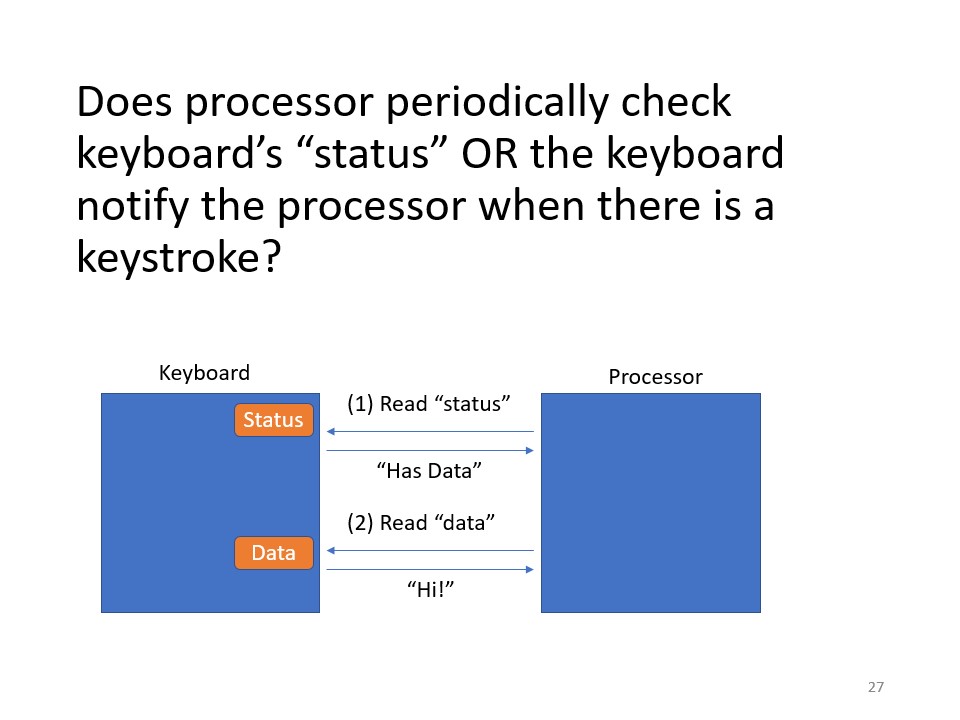 Does processor periodically check
keyboard’s “status” OR the keyboard
notify the processor when there is a
keystroke?
Keyboard
Processor
Status
(1) Read “status”
“Has Data”
(2) Read “data”
Data
“Hi!”
27